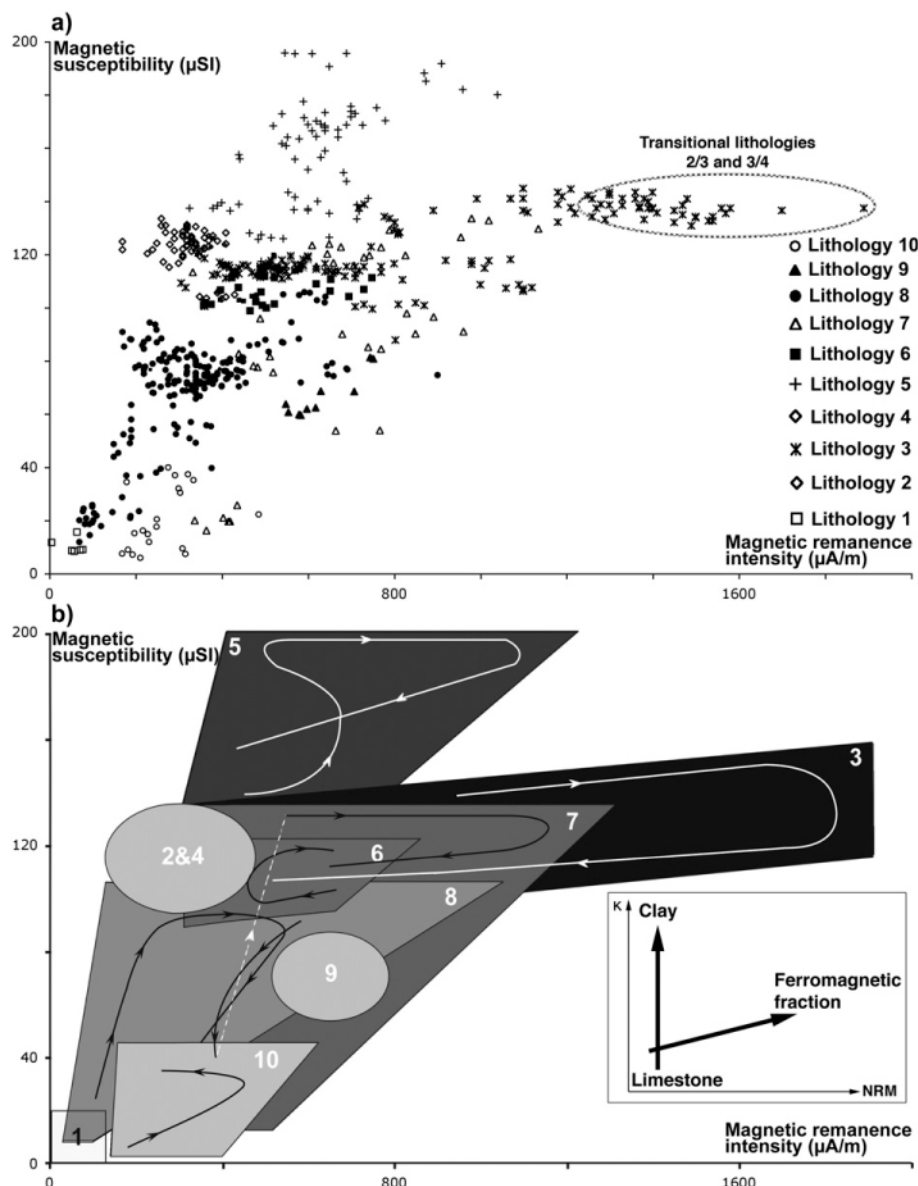 a)
200
Magnetic
susceptibility (µSI)
Transitional lithologies
2/3 and 3/4
120
Lithology 10
Lithology 9
Lithology 8
Lithology 7
Lithology 6
Lithology 5
Lithology 4
40
Lithology 3
Lithology 2
Lithology 1
Magnetic remanence
intensity (µA/m)
0
0 800 1600
b)
200
Magnetic
susceptibility (µSI)
5
3
7
120
2&4
6
8
K
Clay
9
Ferromagnetic
fraction
40
10
Limestone
NRM
1
Magnetic remanence
intensity (µA/m)
0
0 800 1600